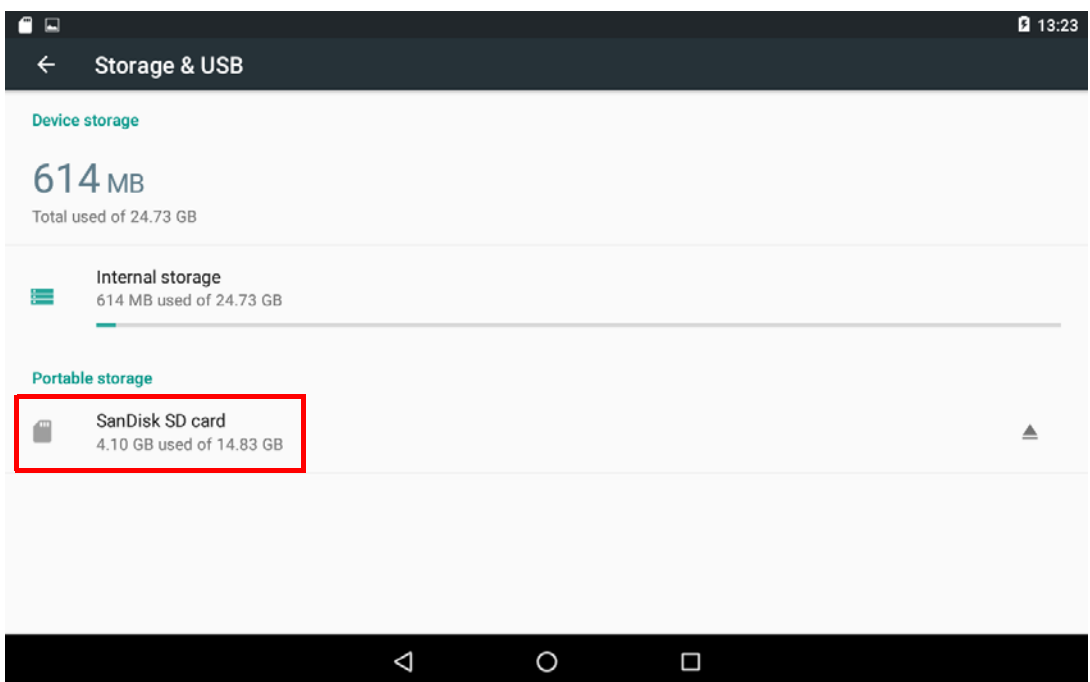 13:23
Storage & USB
Device storage
614 MB
Total used of 24.73 GB
Internal storage
614 MB used of 24.73 GB
Portable storage
SanDisk SD card
4.10 GB used of 14.83 GB